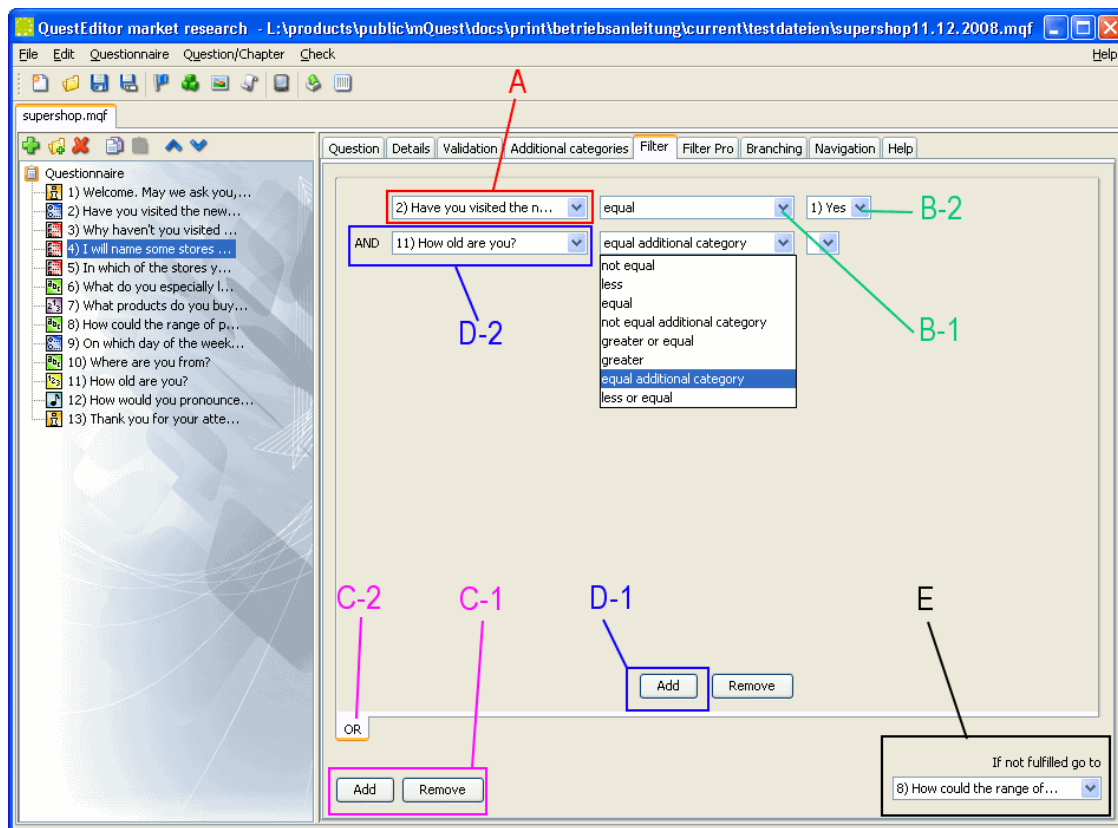 QuestEditor market research - L:\products\public\mQuest\docs\print\betriebsanleitung\current\testdateien\supershop11.12.2008.mqf
File Edit Questionnaire Question/Chapter Check Help
A
supershop.mqf
Question Details Validation Additional categories Filter Filter Pro Branching Navigation Help
Questionnaire
1) Welcome. May we ask you,...
2) Have you visited the new...
3) Why haven't you visited ...
4) I will name some stores ...
5) In which of the stores y...
6) What do you especially l...
7) What products do you buy...
8) How could the range of p...
9) On which day of the week...
10) Where are you from?
11) How old are you?
12) How would you pronounce...
13) Thank you for your atte...
2) Have you visited the n... equal 1) Yes B-2
AND 11) How old are you? equal additional category
not equal
less
equal
not equal additional category
greater or equal
greater
equal additional category
less or equal
D-2 B-1
C-2 C-1 D-1 E
Add Remove
OR
If not fulfilled go to
Add Remove 8) How could the range of...